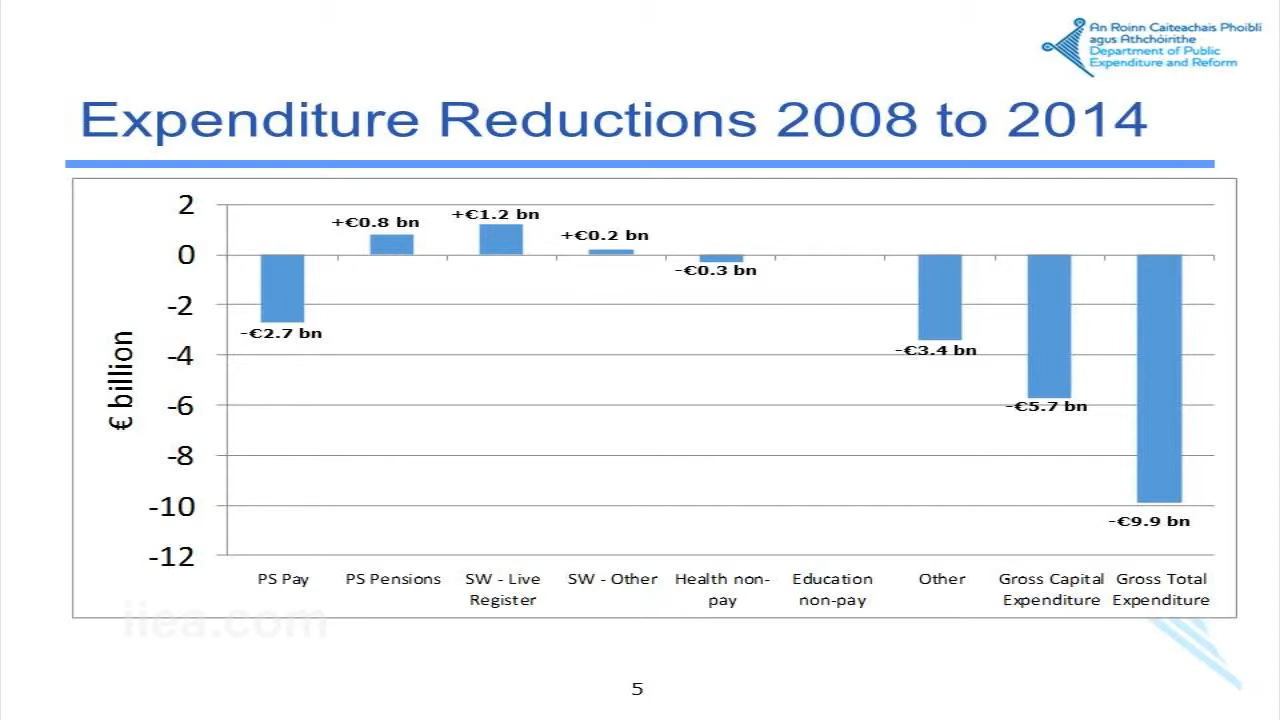 An Roinn Caiteachais Phoiblí
agus Athchóirithe
Department of Public
Expenditure and Reform
Expenditure Reductions 2008 to 2014
€ billion
2
0
-2
-4
-6
-8
-10
-12
+€0.8 bn
+€1.2 bn
+€0.2 bn
-€0.3 bn
-€2.7 bn
-€3.4 bn
-€5.7 bn
-€9.9 bn
PS Pay
PS Pensions
SW - Live
Register
SW - Other
Health non-
pay
Education
non-pay
Other
Gross Capital
Expenditure
Gross Total
Expenditure
iiea.com
5